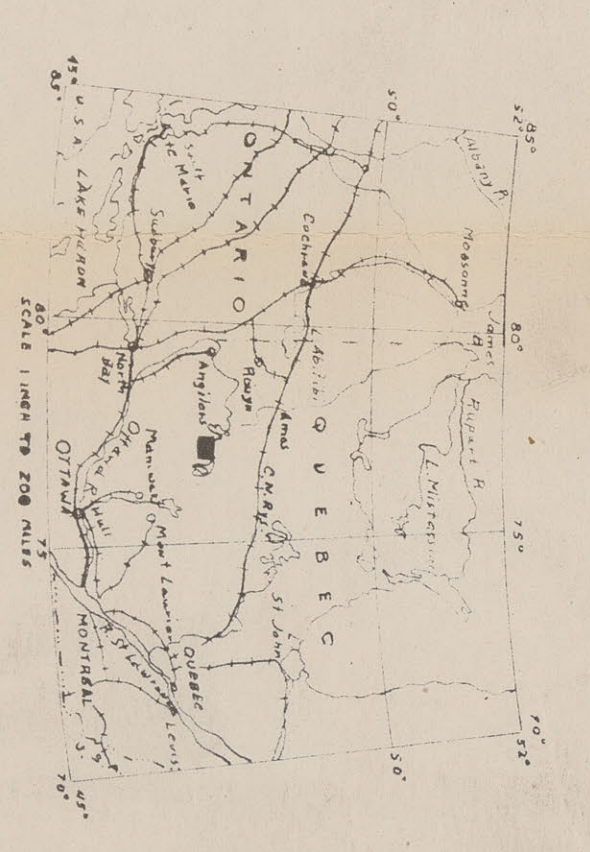 85°
80°
75°
70°
52°
52°
Albany R.
Moosonee
James
B.
Rupert R.
L. Mistassini
50°
50°
Cochrane
L. Abitibi
QUEBEC
Amos
C.N.Rys.
St John
L
ONTARIO
Rouyn
Angliers
Sault
Ste Marie
Sudbury
North
Bay
Ottawa R.
Maniwaki
Mont Laurier
QUEBEC
Levis
Hull
OTTAWA
R. St Lawrence
MONTREAL
U.S.A.
LAKE HURON
U.S.
45°
45°
85°
80°
75
70°
SCALE 1 INCH TO 200 MILES